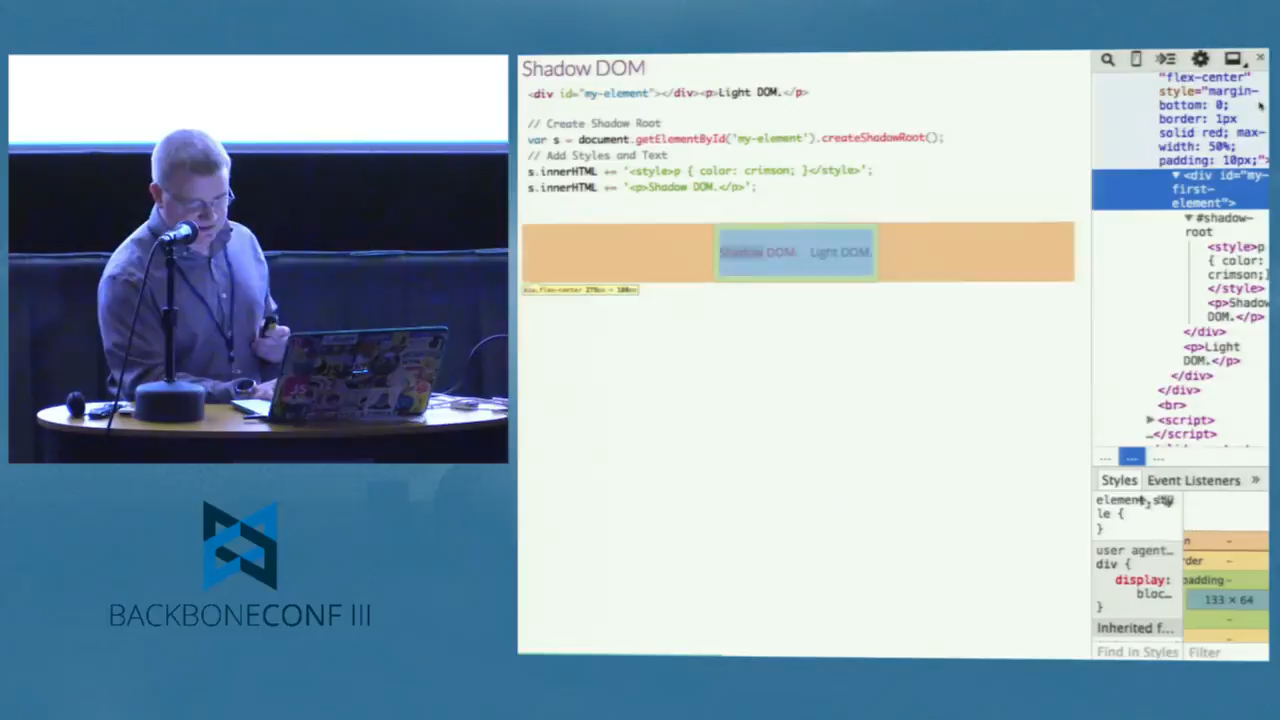 Shadow DOM
<div id="my-element"></div><p>Light DOM.</p>
// Create Shadow Root
var s = document.getElementById('my-element').createShadowRoot();
// Add Styles and Text
s.innerHTML += '<style>p { color: crimson; }</style>';
s.innerHTML += '<p>Shadow DOM.</p>';
Shadow DOM. Light DOM.
"flex-center"
style="margin-
bottom: 0;
border: 1px
solid red; max-
width: 50%;
padding: 10px;">
<div id="my-
first-
element">
#shadow-
root
<style>p
{ color:
crimson;}
</style>
<p>Shadow
DOM.</p>
</div>
<p>Light
DOM.</p>
</div>
</div>
<br>
<script>
…</script>
... ... ...
Styles Event Listeners »
le {
}
user agent…
div {
display:
bloc…
}
Inherited f…
Find in Styles
padding -
133 × 64
Filter
JS
BACKBONECONF III